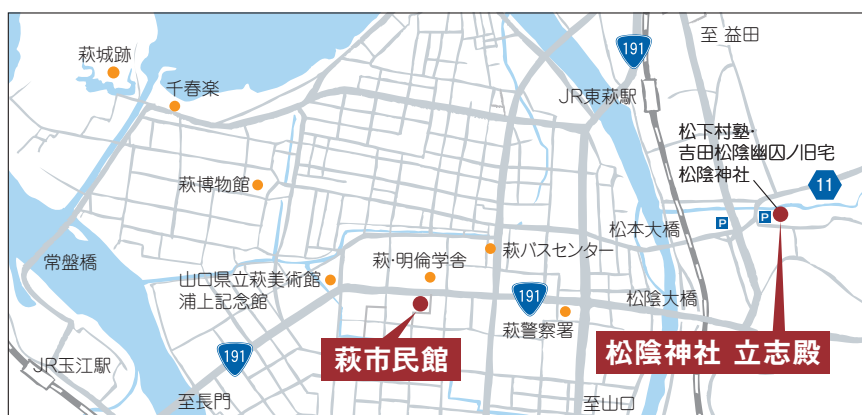 191
至 益田
萩城跡
千春楽
JR東萩駅
松下村塾・
吉田松陰幽囚ノ旧宅
松陰神社
11
萩博物館
P
P
松本大橋
常盤橋
萩・明倫学舎
萩バスセンター
山口県立萩美術館
浦上記念館
191
松陰大橋
萩警察署
191
萩市民館
松陰神社 立志殿
JR玉江駅
至長門
至山口